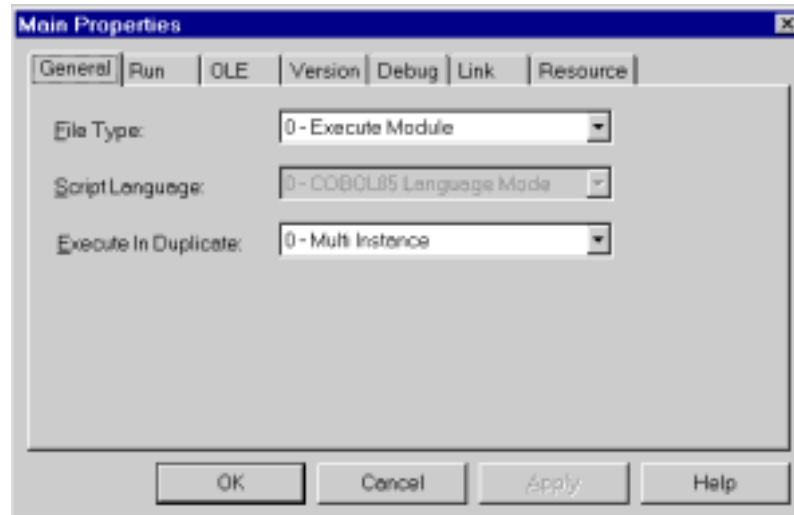 Main Properties
General Run OLE Version Debug Link Resource
File Type: 0 - Execute Module
Script Language: 0 - COBOL85 Language Mode
Execute In Duplicate: 0 - Multi Instance
OK Cancel Apply Help